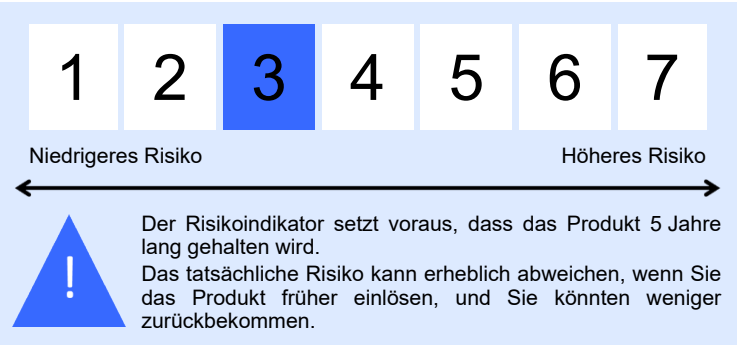 1 2 3 4 5 6 7
Niedrigeres Risiko Höheres Risiko
!
Der Risikoindikator setzt voraus, dass das Produkt 5 Jahre
lang gehalten wird.
Das tatsächliche Risiko kann erheblich abweichen, wenn Sie
das Produkt früher einlösen, und Sie könnten weniger
zurückbekommen.